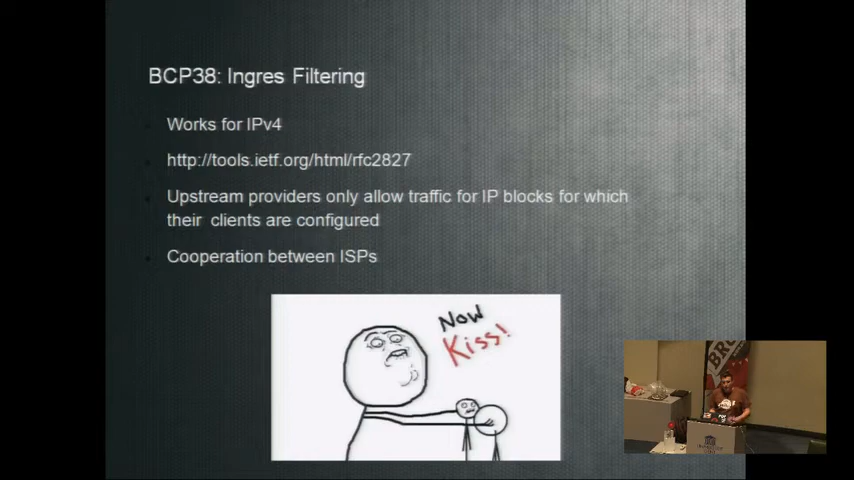 BCP38: Ingres Filtering
Works for IPv4
http://tools.ietf.org/html/rfc2827
Upstream providers only allow traffic for IP blocks for which
their clients are configured
Cooperation between ISPs
Now
Kiss!
BRU